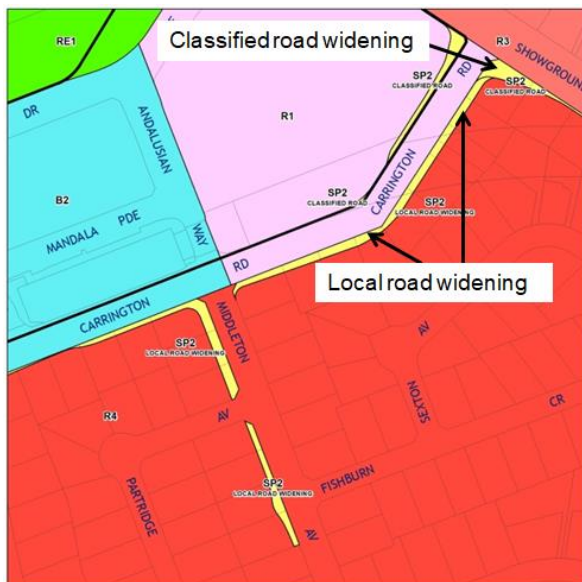 RE1
Classified road widening
R3
SHOWGROUND
DR
ANDALUSIAN
R1
SP2
CLASSIFIED ROAD
RD
SP2
CLASSIFIED ROAD
B2
MANDALA PDE
WAY
SP2
CLASSIFIED ROAD
CARRINGTON
SP2
LOCAL ROAD WIDENING
RD
Local road widening
CARRINGTON
MIDDLETON
SP2
LOCAL ROAD WIDENING
AV
SEXTON
CR
R4
AV
FISHBURN
PARTRIDGE
SP2
LOCAL ROAD WIDENING
AV